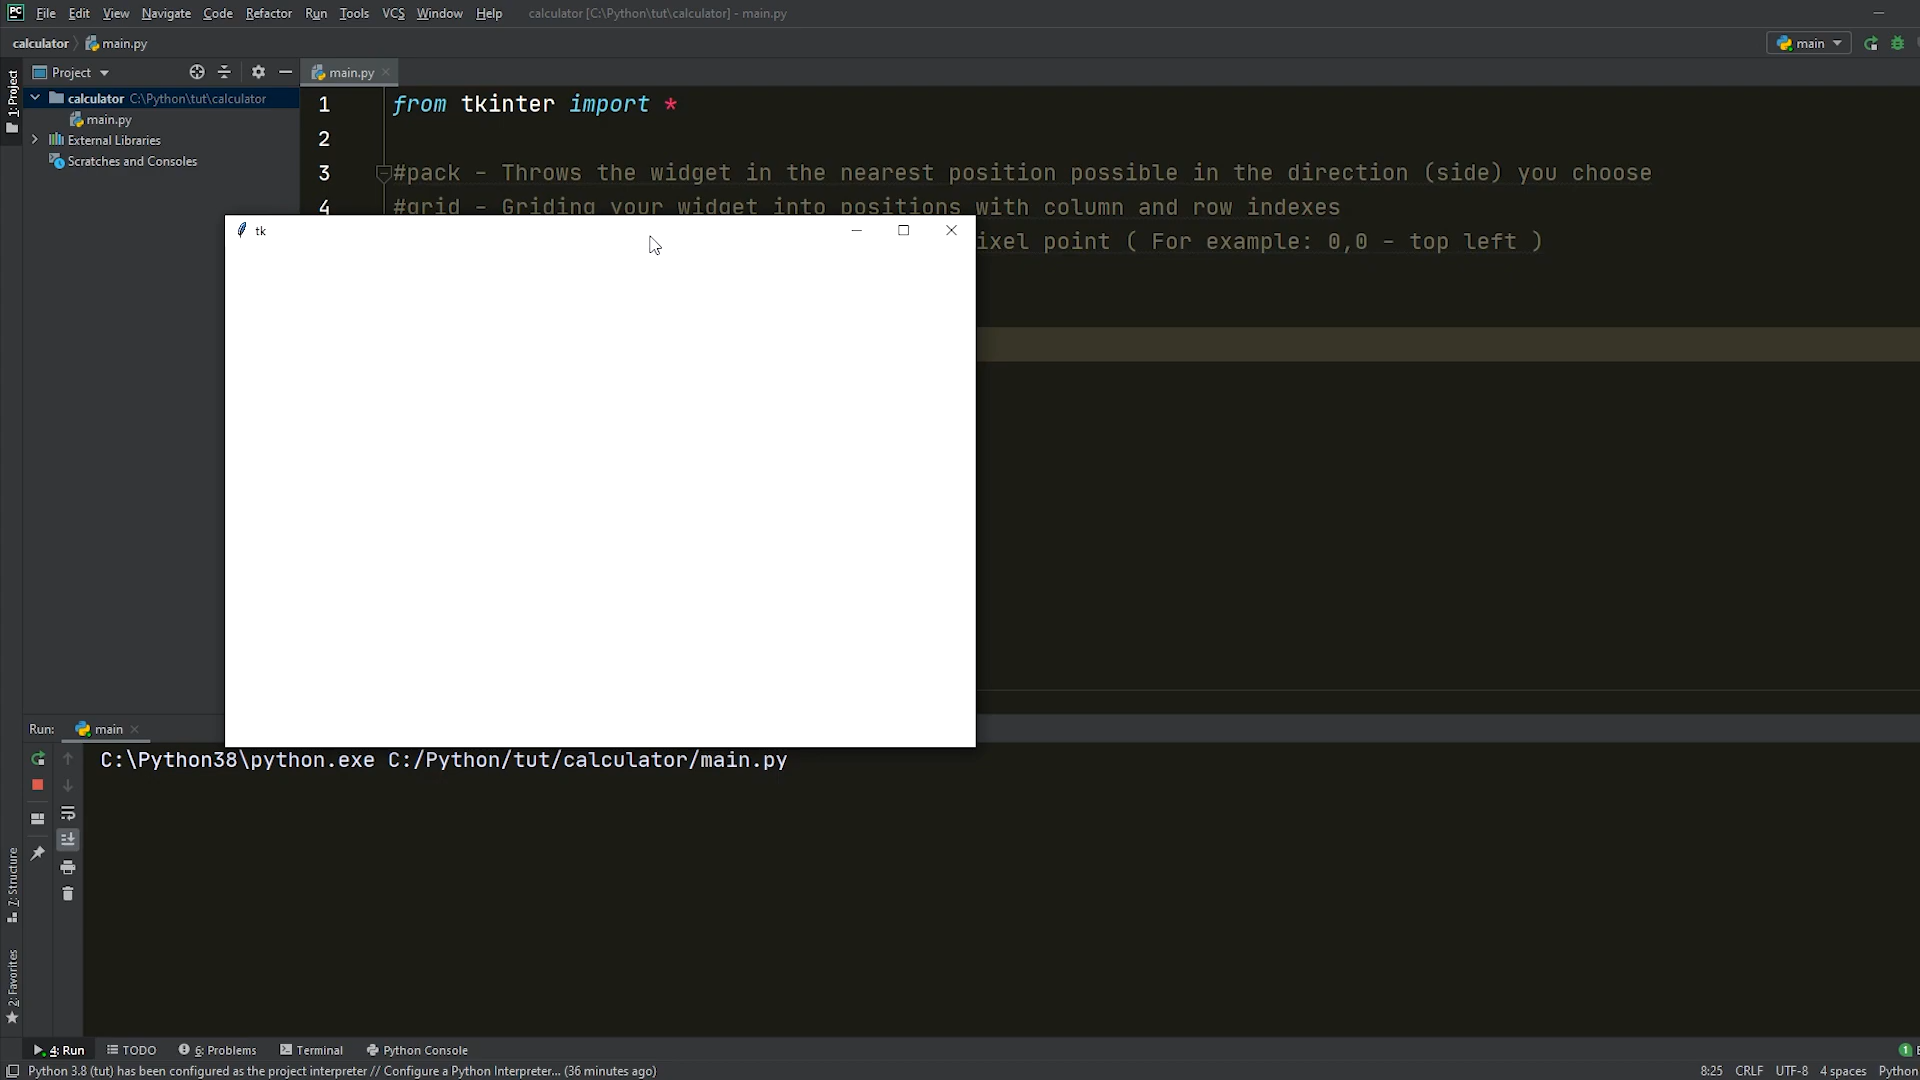 PC File Edit View Navigate Code Refactor Run Tools VCS Window Help calculator [C:\Python\tut\calculator] - main.py
calculator main.py main
1: Project
Project main.py
calculator C:\Python\tut\calculator
main.py
External Libraries
Scratches and Consoles
1 from tkinter import *
2
3 #pack - Throws the widget in the nearest position possible in the direction (side) you choose
4 #grid - Griding your widget into positions with column and row indexes
ixel point ( For example: 0,0 - top left )
tk
Run: main
C:\Python38\python.exe C:/Python/tut/calculator/main.py
7: Structure
2: Favorites
4: Run TODO 6: Problems Terminal Python Console 1
Python 3.8 (tut) has been configured as the project interpreter // Configure a Python Interpreter... (36 minutes ago) 8:25 CRLF UTF-8 4 spaces Python